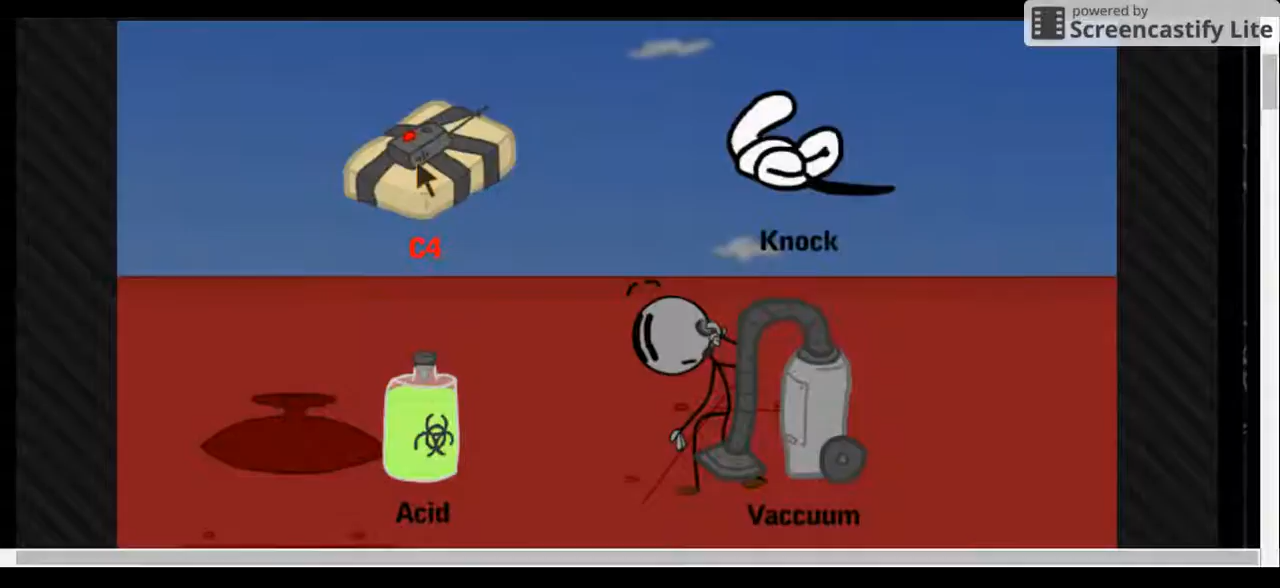 powered by
Screencastify Lite
C4
Knock
Acid
Vaccuum